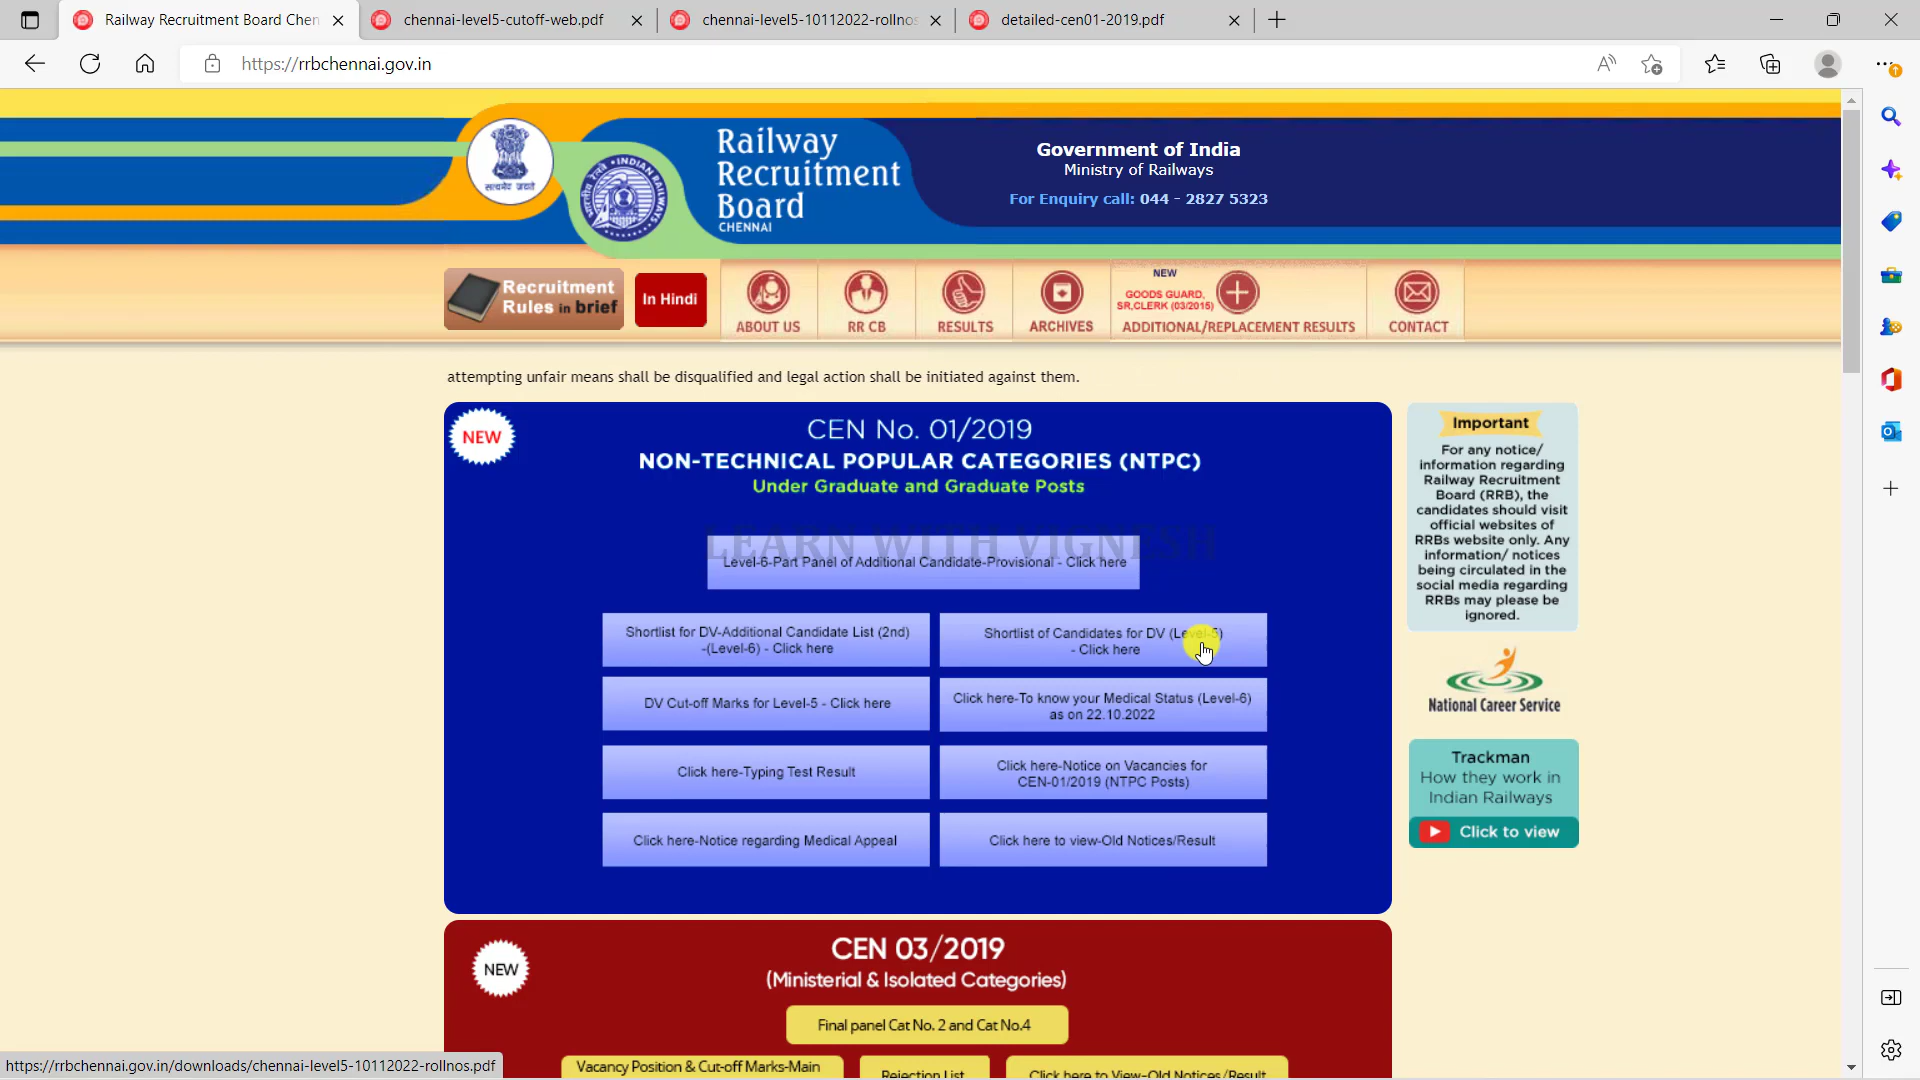 Railway Recruitment Board Chen
chennai-level5-cutoff-web.pdf
chennai-level5-10112022-rollnos
detailed-cen01-2019.pdf
https://rrbchennai.gov.in
Railway
Recruitment
Board
CHENNAI
सत्यमेव जयते
INDIAN RAILWAYS
Government of India
Ministry of Railways
For Enquiry call: 044 - 2827 5323
Recruitment
Rules in brief
In Hindi
ABOUT US
RR CB
RESULTS
ARCHIVES
NEW
GOODS GUARD,
SR,CLERK (03/2015)
ADDITIONAL/REPLACEMENT RESULTS
CONTACT
attempting unfair means shall be disqualified and legal action shall be initiated against them.
NEW
CEN No. 01/2019
NON-TECHNICAL POPULAR CATEGORIES (NTPC)
Under Graduate and Graduate Posts
LEARN WITH VIGNESH
Level-6-Part Panel of Additional Candidate-Provisional - Click here
Shortlist for DV-Additional Candidate List (2nd)
-(Level-6) - Click here
Shortlist of Candidates for DV (Level-5)
- Click here
DV Cut-off Marks for Level-5 - Click here
Click here-To know your Medical Status (Level-6)
as on 22.10.2022
Click here-Typing Test Result
Click here-Notice on Vacancies for
CEN-01/2019 (NTPC Posts)
Click here-Notice regarding Medical Appeal
Click here to view-Old Notices/Result
Important
For any notice/
information regarding
Railway Recruitment
Board (RRB), the
candidates should visit
official websites of
RRBs website only. Any
information/ notices
being circulated in the
social media regarding
RRBs may please be
ignored.
National Career Service
Trackman
How they work in
Indian Railways
Click to view
NEW
CEN 03/2019
(Ministerial & Isolated Categories)
Final panel Cat No. 2 and Cat No.4
Vacancy Position & Cut-off Marks-Main
Rejection List
Click here to View-Old Notices/Result
https://rrbchennai.gov.in/downloads/chennai-level5-10112022-rollnos.pdf